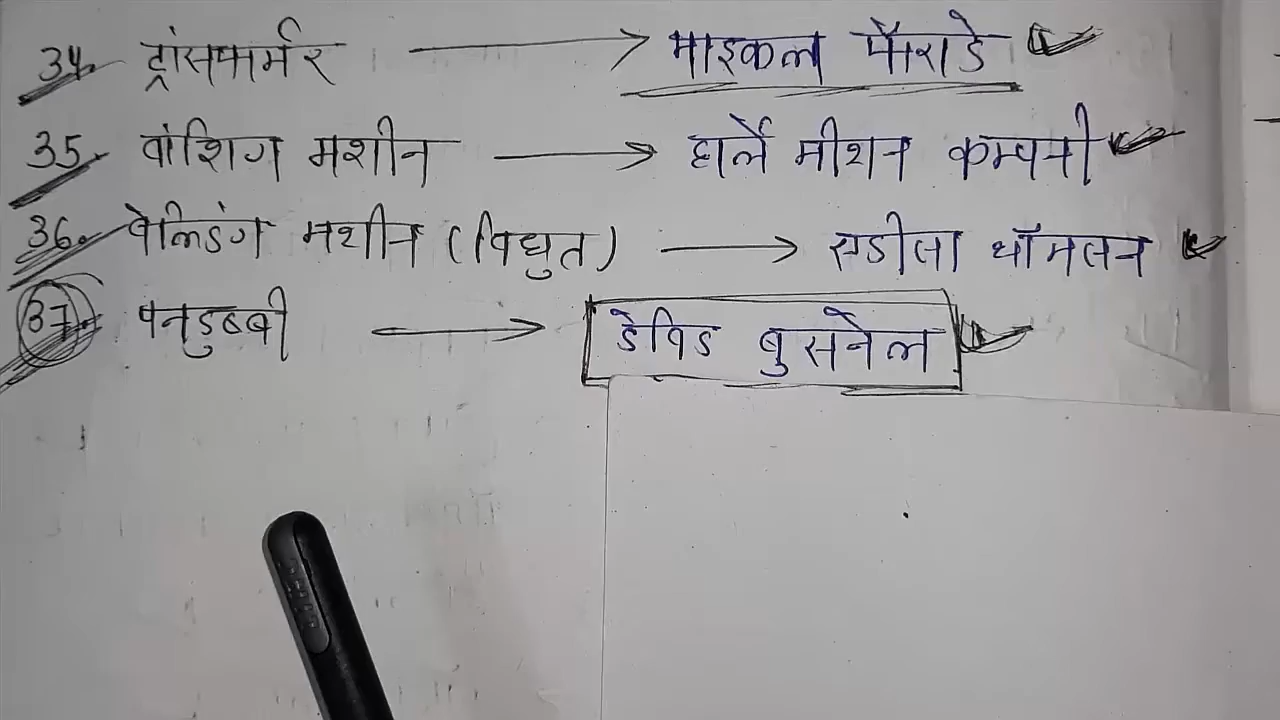 34. ट्रांसफार्मर → माइकल फैराडे
35. वांशिग मशीन → हार्ले मीशन कम्पनी
36. वेल्डिंग मशीन (विधुत) → एडीसा थॉमसन
37. पनडुब्बी → डेविड बुसनेल